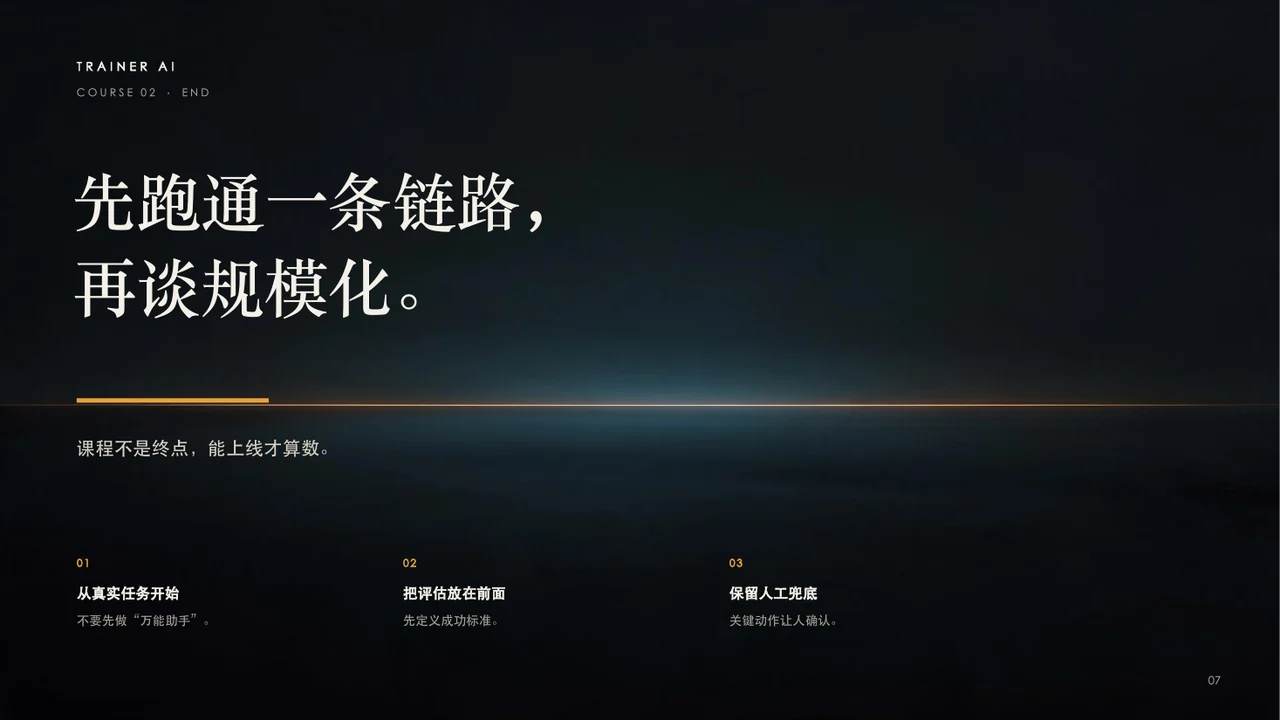 TRAINER AI
COURSE 02 · END
先跑通一条链路，
再谈规模化。
课程不是终点，能上线才算数。
01
从真实任务开始
不要先做“万能助手”。
02
把评估放在前面
先定义成功标准。
03
保留人工兜底
关键动作让人确认。
07